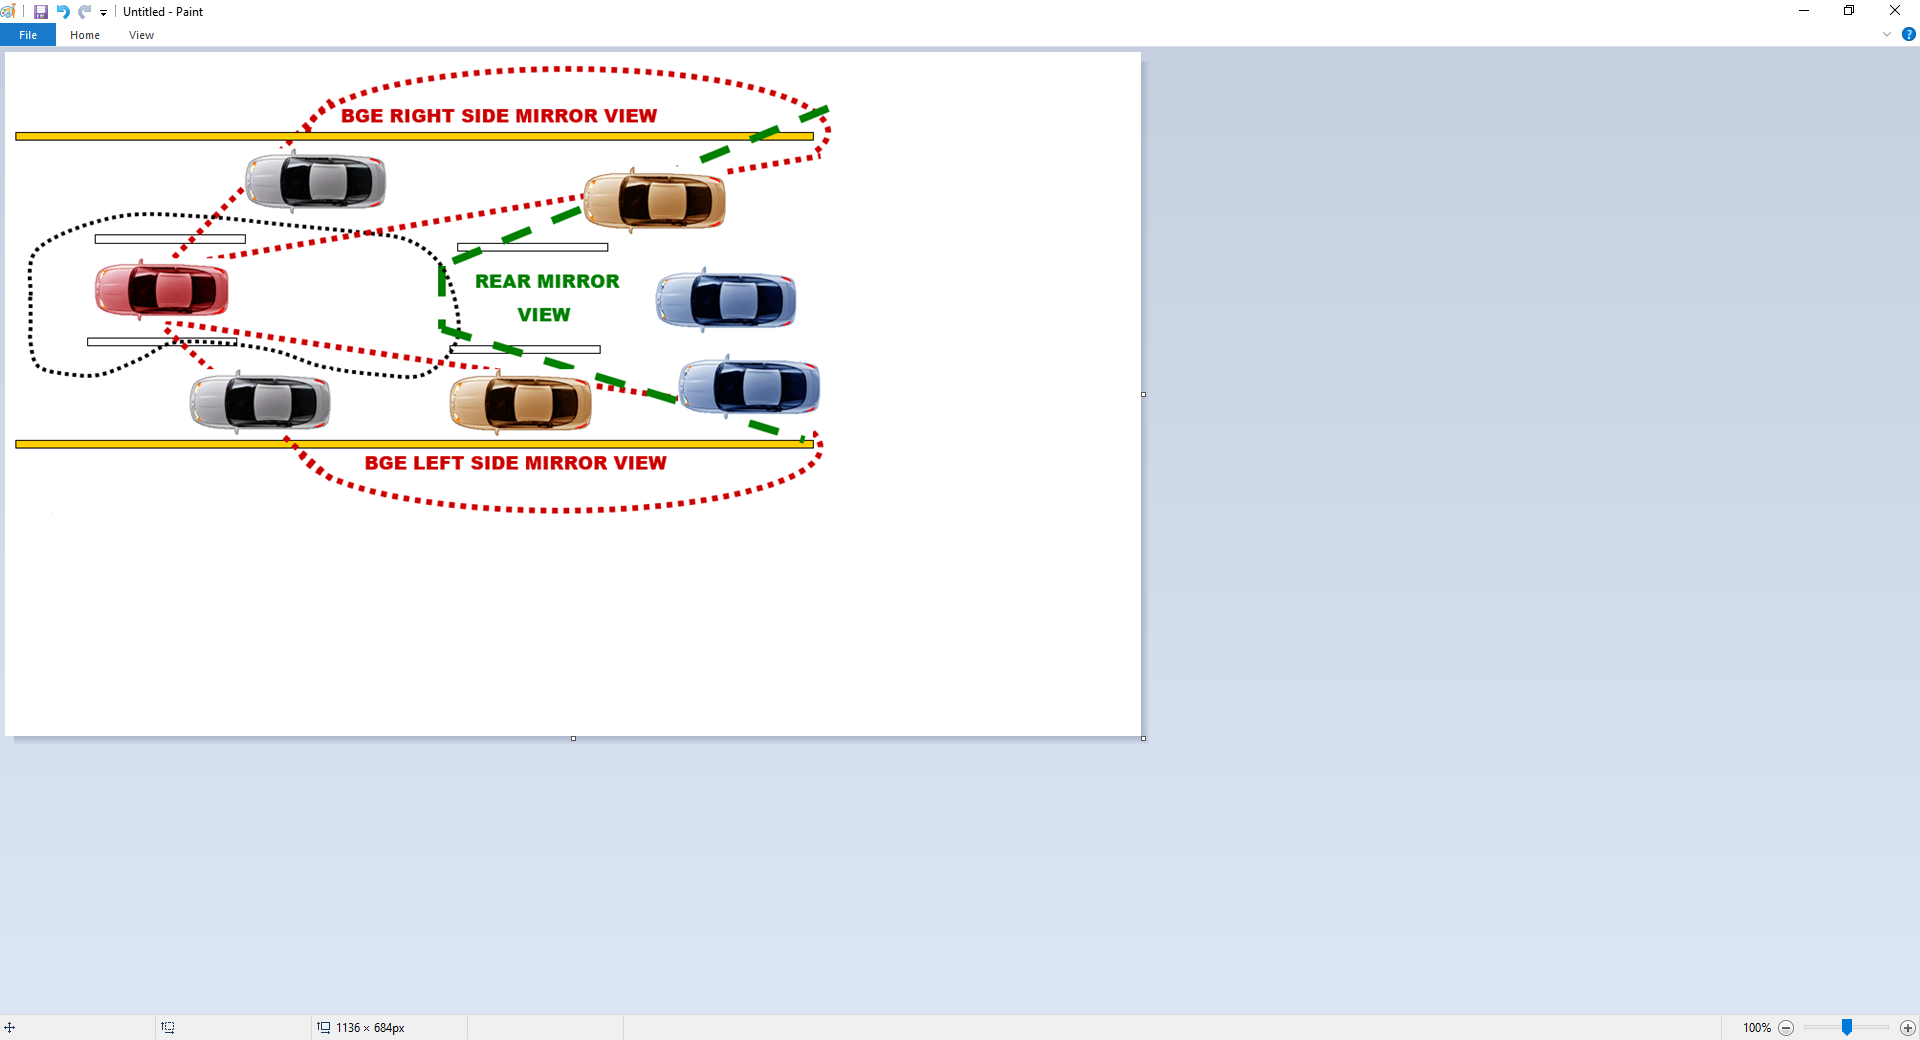 Untitled - Paint
File Home View
BGE RIGHT SIDE MIRROR VIEW
REAR MIRROR
VIEW
BGE LEFT SIDE MIRROR VIEW
1136 × 684px
100%